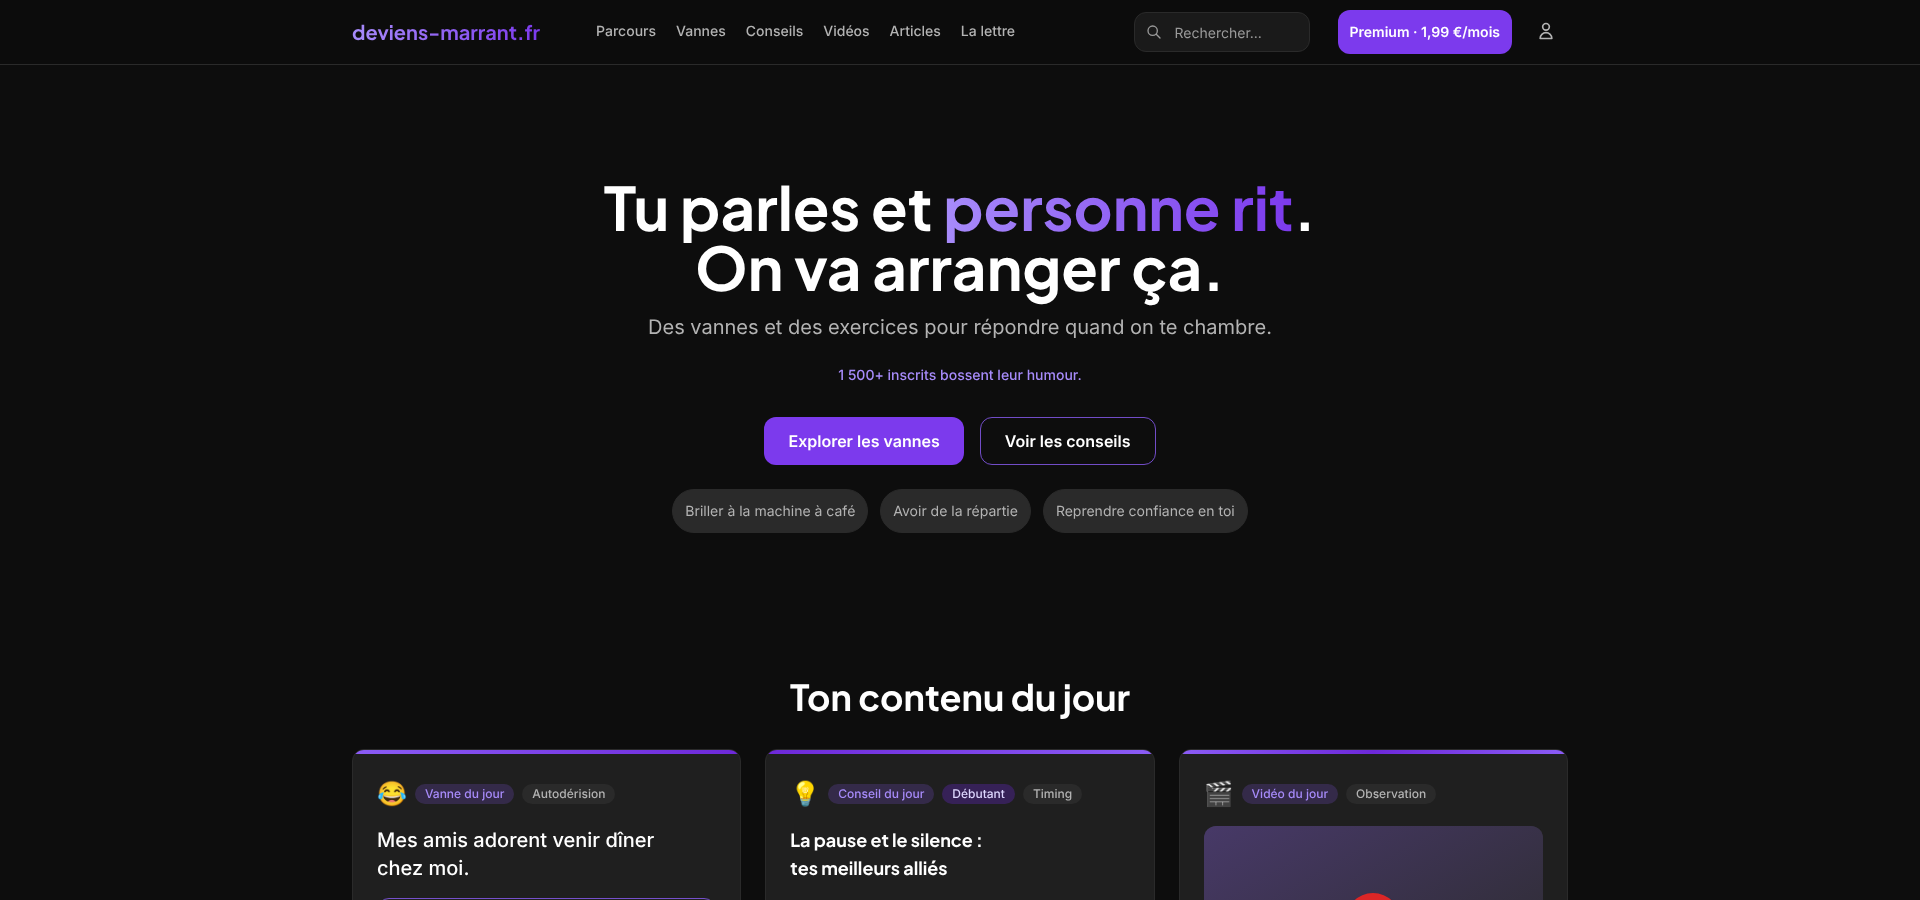 deviens-marrant.fr
Parcours
Vannes
Conseils
Vidéos
Articles
La lettre
Rechercher...
Premium · 1,99 €/mois
Tu parles et personne rit.
On va arranger ça.
Des vannes et des exercices pour répondre quand on te chambre.
1 500+ inscrits bossent leur humour.
Explorer les vannes
Voir les conseils
Briller à la machine à café
Avoir de la répartie
Reprendre confiance en toi
Ton contenu du jour
Vanne du jour
Autodérision
Mes amis adorent venir dîner
chez moi.
Conseil du jour
Débutant
Timing
La pause et le silence :
tes meilleurs alliés
Vidéo du jour
Observation